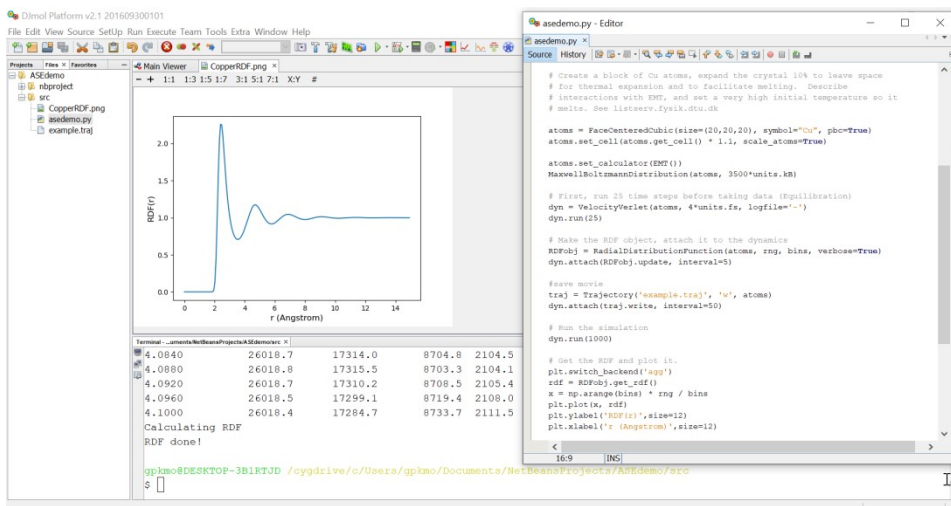 DJmol Platform v2.1 201609300101
File Edit View Source SetUp Run Execute Team Tools Extra Window Help
Projects Files × Favorites
ASEdemo
nbproject
src
CopperRDF.png
asedemo.py
example.traj
Main Viewer CopperRDF.png ×
1:1 1:3 1:5 1:7 3:1 5:1 7:1 X:Y #
RDF(r)
2.0
1.5
1.0
0.5
0.0
0 2 4 6 8 10 12 14
r (Angstrom)
Terminal - ...uments/NetBeansProjects/ASEdemo/src ×
4.0840 26018.7 17314.0 8704.8 2104.5
4.0880 26018.8 17315.5 8703.3 2104.1
4.0920 26018.7 17310.2 8708.5 2105.4
4.0960 26018.5 17299.1 8719.4 2108.0
4.1000 26018.4 17284.7 8733.7 2111.5
Calculating RDF
RDF done!
gpkmo@DESKTOP-3B1RTJD /cygdrive/c/Users/gpkmo/Documents/NetBeansProjects/ASEdemo/src
$
asedemo.py - Editor
asedemo.py ×
Source History
# Create a block of Cu atoms, expand the crystal 10% to leave space
# for thermal expansion and to facilitate melting. Describe
# interactions with EMT, and set a very high initial temperature so it
# melts. See listserv.fysik.dtu.dk
atoms = FaceCenteredCubic(size=(20,20,20), symbol="Cu", pbc=True)
atoms.set_cell(atoms.get_cell() * 1.1, scale_atoms=True)
atoms.set_calculator(EMT())
MaxwellBoltzmannDistribution(atoms, 3500*units.kB)
# First, run 25 time steps before taking data (Equilibration)
dyn = VelocityVerlet(atoms, 4*units.fs, logfile='-')
dyn.run(25)
# Make the RDF object, attach it to the dynamics
RDFobj = RadialDistributionFunction(atoms, rng, bins, verbose=True)
dyn.attach(RDFobj.update, interval=5)
#save movie
traj = Trajectory('example.traj', 'w', atoms)
dyn.attach(traj.write, interval=50)
# Run the simulation
dyn.run(1000)
# Get the RDF and plot it.
plt.switch_backend('agg')
rdf = RDFobj.get_rdf()
x = np.arange(bins) * rng / bins
plt.plot(x, rdf)
plt.ylabel('RDF(r)',size=12)
plt.xlabel('r (Angstrom)',size=12)
16:9 INS